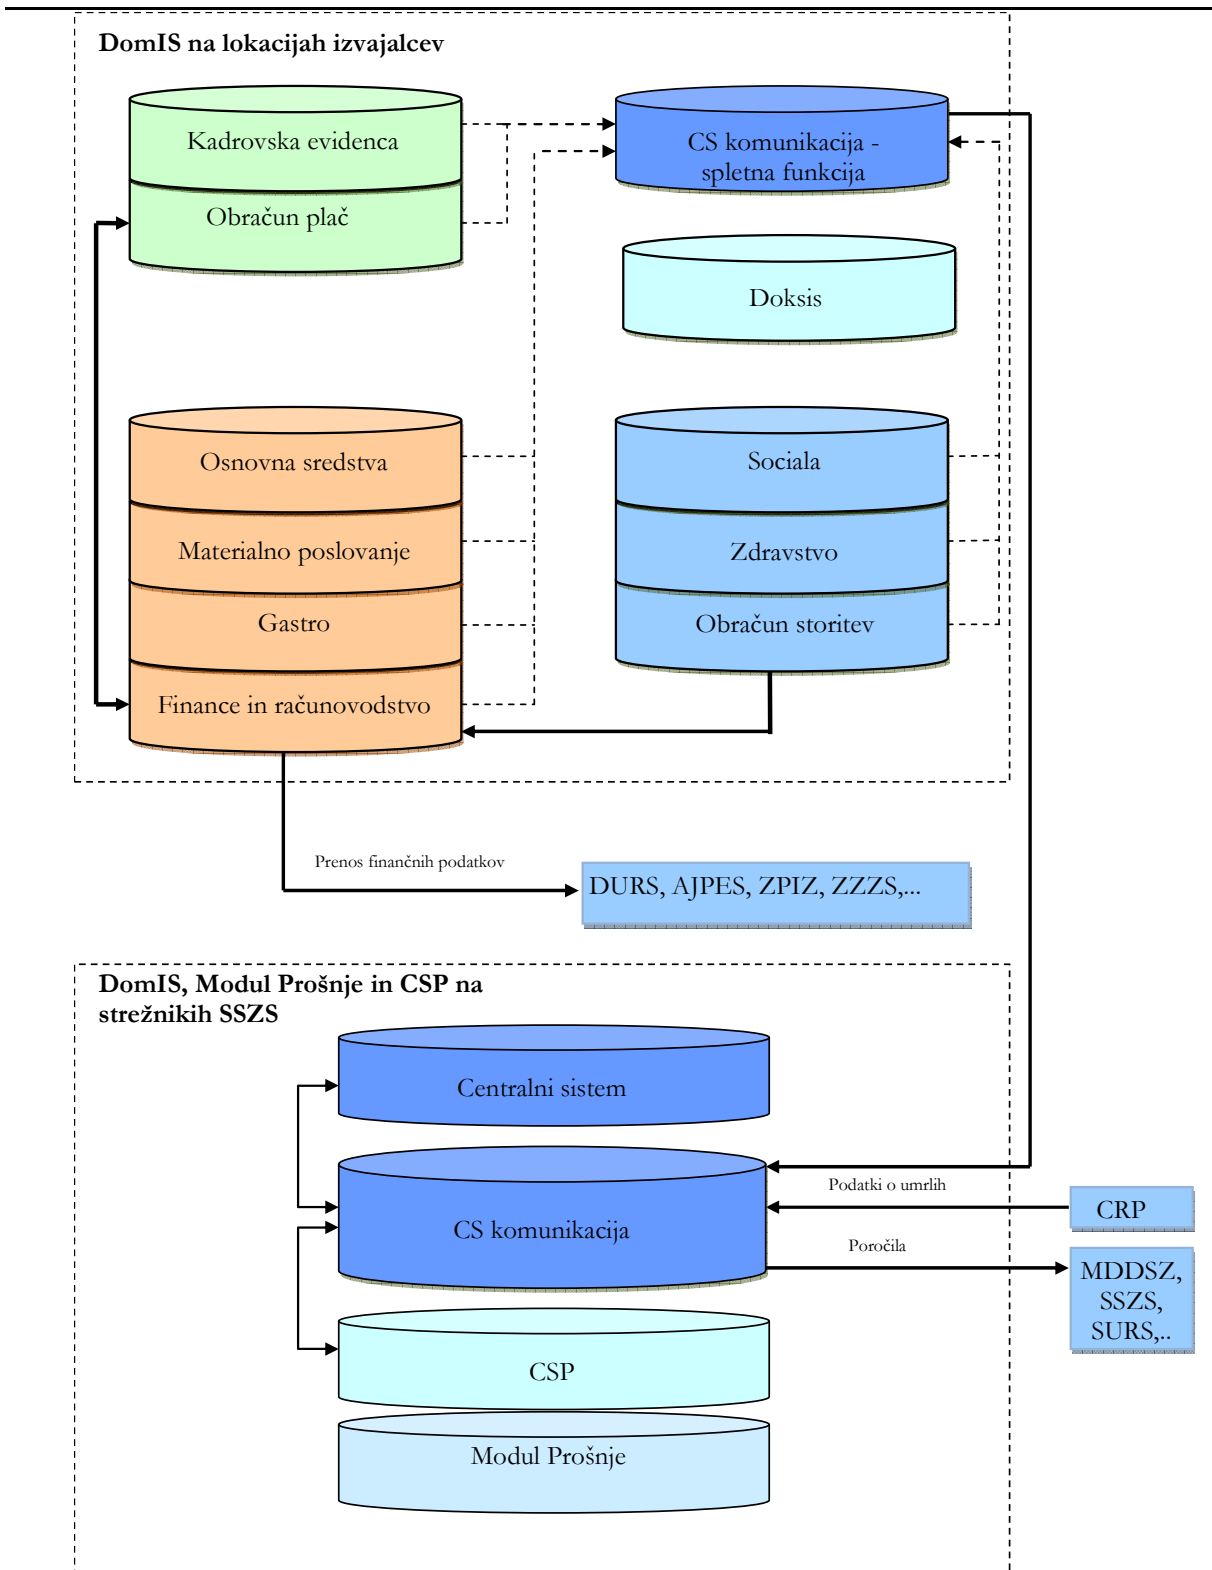 DomIS na lokacijah izvajalcev
Kadrovska evidenca
Obračun plač
CS komunikacija -
spletna funkcija
Doksis
Osnovna sredstva
Materialno poslovanje
Gastro
Finance in računovodstvo
Sociala
Zdravstvo
Obračun storitev
Prenos finančnih podatkov
DURS, AJPES, ZPIZ, ZZZS,...
DomIS, Modul Prošnje in CSP na
strežnikih SSZS
Centralni sistem
CS komunikacija
Podatki o umrlih
CRP
Poročila
MDDSZ,
SSZS,
SURS,..
CSP
Modul Prošnje